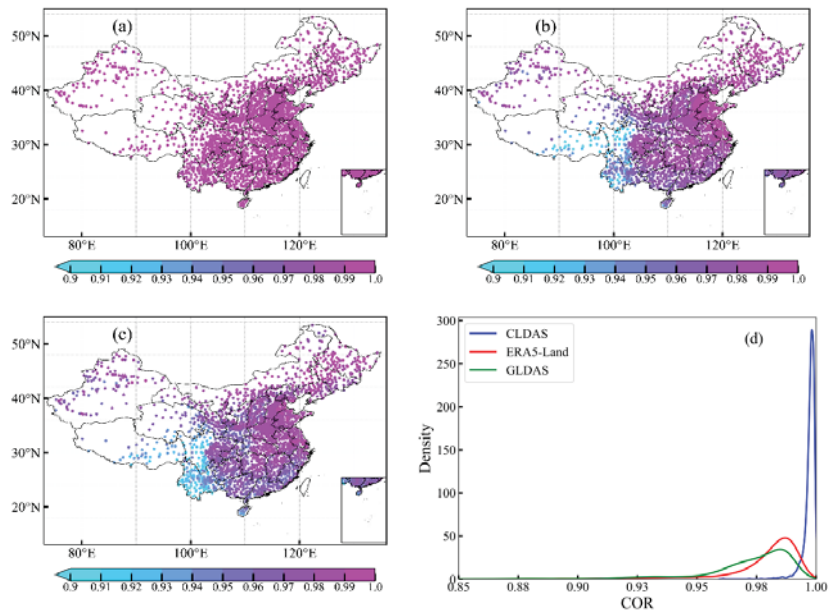 (a)
50°N
40°N
30°N
20°N
80°E 100°E 120°E
0.9 0.91 0.92 0.93 0.94 0.95 0.96 0.97 0.98 0.99 1.0
(b)
50°N
40°N
30°N
20°N
80°E 100°E 120°E
0.9 0.91 0.92 0.93 0.94 0.95 0.96 0.97 0.98 0.99 1.0
(c)
50°N
40°N
30°N
20°N
80°E 100°E 120°E
0.9 0.91 0.92 0.93 0.94 0.95 0.96 0.97 0.98 0.99 1.0
(d)
CLDAS
ERA5-Land
GLDAS
Density
300
250
200
150
100
50
0
0.85 0.88 0.90 0.93 0.95 0.98 1.00
COR